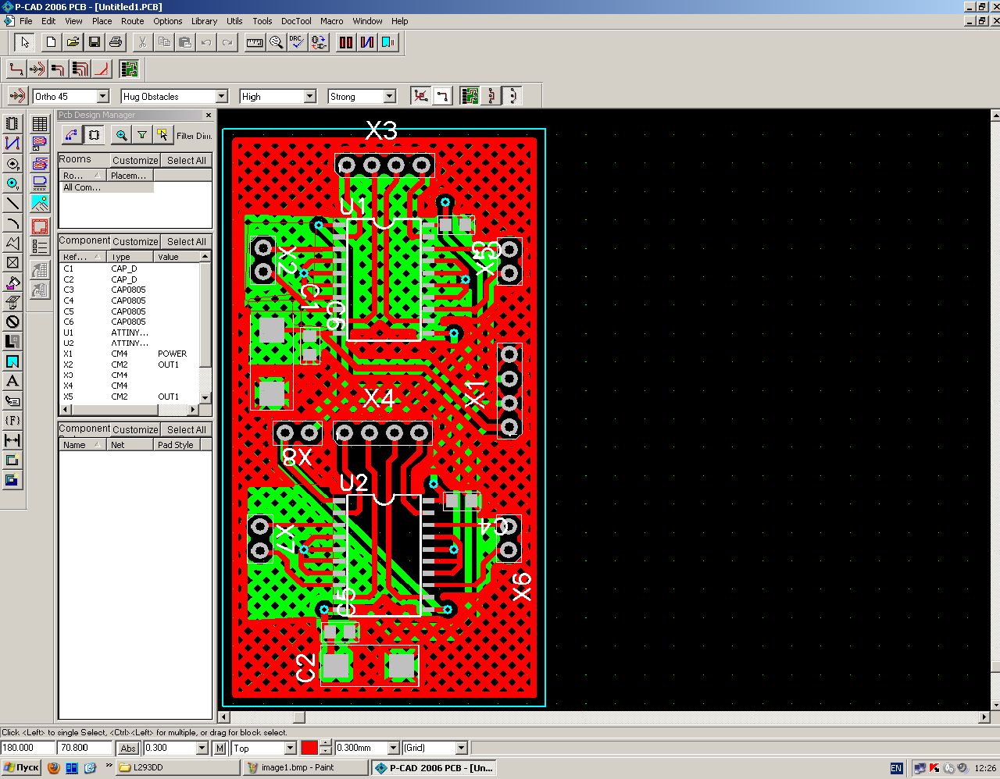 P-CAD 2006 PCB - [Untitled1.PCB]
File Edit View Place Route Options Library Utils Tools DocTool Macro Window Help
DRC
Ortho 45 Hug Obstacles High Strong
Pcb Design Manager
Filter Dim.
Rooms Customize Select All
Ro... Placem...
All Com...
Component Customize Select All
Ref... Type Value
C1 CAP_D
C2 CAP_D
C3 CAP0805
C4 CAP0805
C5 CAP0805
C6 CAP0805
U1 ATTINY...
U2 ATTINY...
X1 CM4 POWER
X2 CM2 OUT1
X3 CM4
X4 CM4
X5 CM2 OUT1
Component Customize Select All
Name Net Pad Style
X3
U1
X2
C3
X5
C1
C6
X1
X4
X8
U2
X7
C4
X6
C5
C2
Click <Left> to single Select, <Ctrl><Left> for multiple, or drag for block select.
180.000 70.800 Abs 0.300 M Top 0.300mm (Grid)
Пуск L293DD image1.bmp - Paint P-CAD 2006 PCB - [Un... EN 12:26